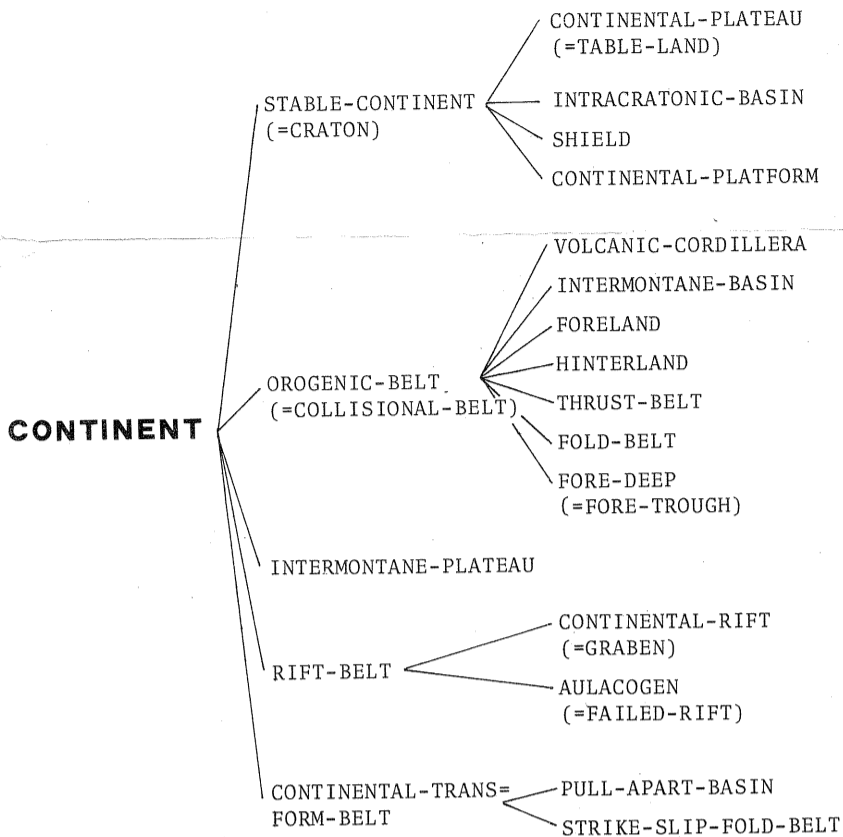 CONTINENT
STABLE-CONTINENT
(=CRATON)
CONTINENTAL-PLATEAU
(=TABLE-LAND)
INTRACRATONIC-BASIN
SHIELD
CONTINENTAL-PLATFORM
OROGENIC-BELT
(=COLLISIONAL-BELT)
VOLCANIC-CORDILLERA
INTERMONTANE-BASIN
FORELAND
HINTERLAND
THRUST-BELT
FOLD-BELT
FORE-DEEP
(=FORE-TROUGH)
INTERMONTANE-PLATEAU
RIFT-BELT
CONTINENTAL-RIFT
(=GRABEN)
AULACOGEN
(=FAILED-RIFT)
CONTINENTAL-TRANS=
FORM-BELT
PULL-APART-BASIN
STRIKE-SLIP-FOLD-BELT